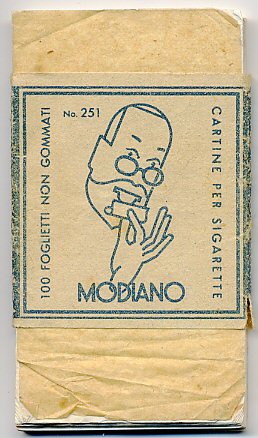 100 FOGLIETTI NON GOMMATI
No. 251
CARTINE PER SIGARETTE
MODIANO